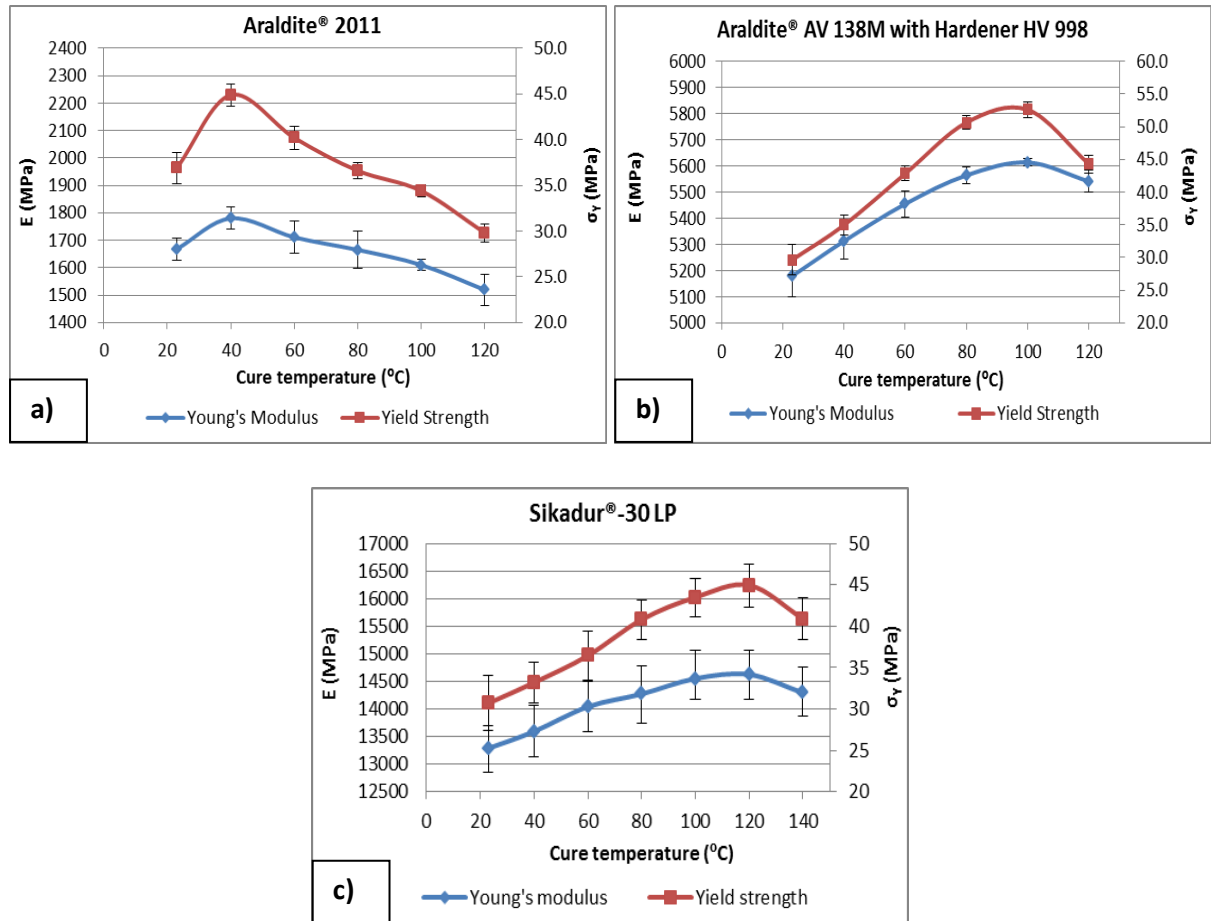 Araldite® 2011
2400
2300
2200
2100
2000
1900
1800
1700
1600
1500
1400
E (MPa)
50.0
45.0
40.0
35.0
30.0
25.0
20.0
σY (MPa)
0 20 40 60 80 100 120
Cure temperature (⁰C)
a)
Young's Modulus Yield Strength
Araldite® AV 138M with Hardener HV 998
6000
5900
5800
5700
5600
5500
5400
5300
5200
5100
5000
E (MPa)
60.0
55.0
50.0
45.0
40.0
35.0
30.0
25.0
20.0
σY (MPa)
0 20 40 60 80 100 120
Cure temperature (⁰C)
b)
Young's Modulus Yield Strength
Sikadur®-30 LP
17000
16500
16000
15500
15000
14500
14000
13500
13000
12500
E (MPa)
50
45
40
35
30
25
20
σY (MPa)
0 20 40 60 80 100 120 140
Cure temperature (⁰C)
c)
Young's modulus Yield strength